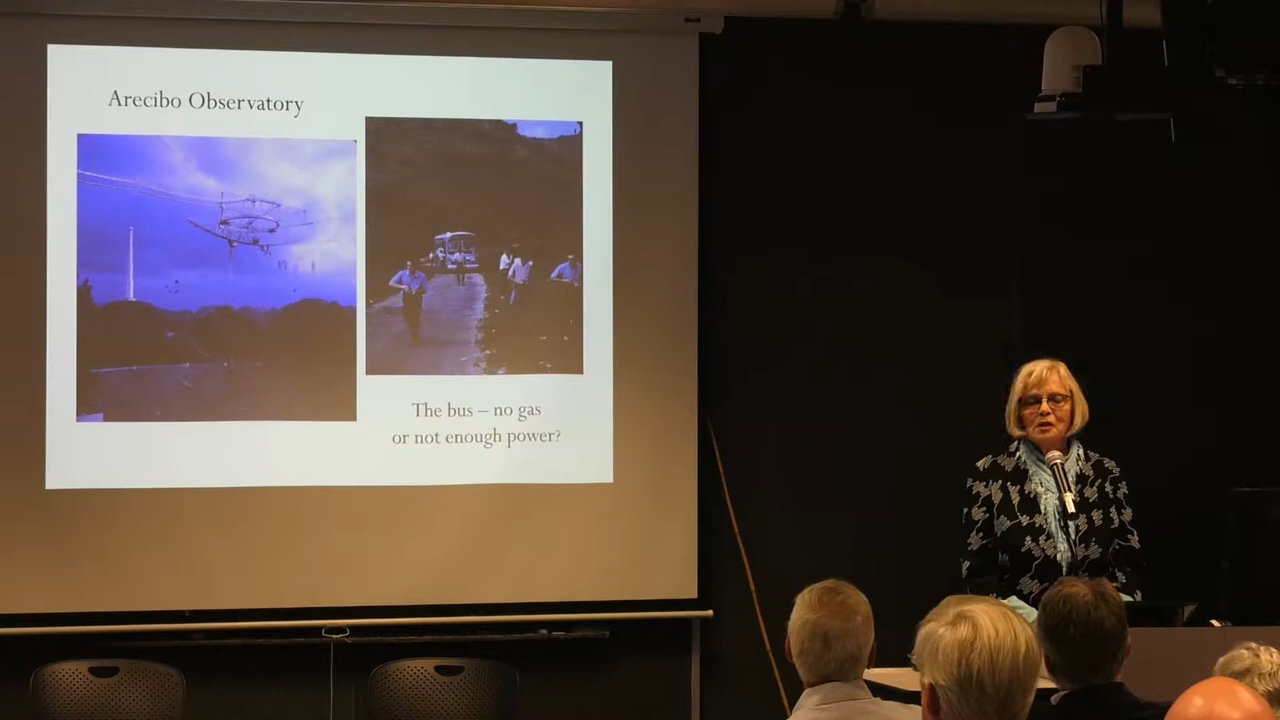 Arecibo Observatory
The bus – no gas
or not enough power?